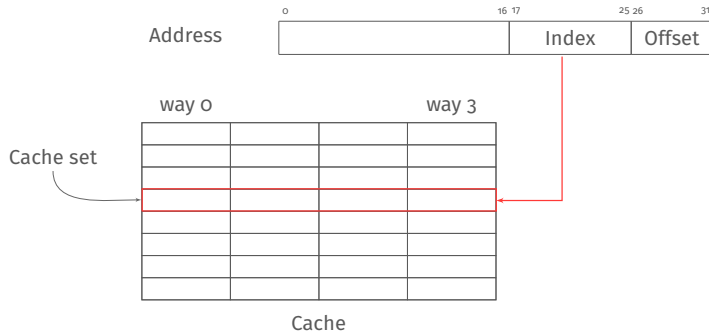 0 16 17 25 26 31
Address Index Offset
way 0 way 3
Cache set
Cache